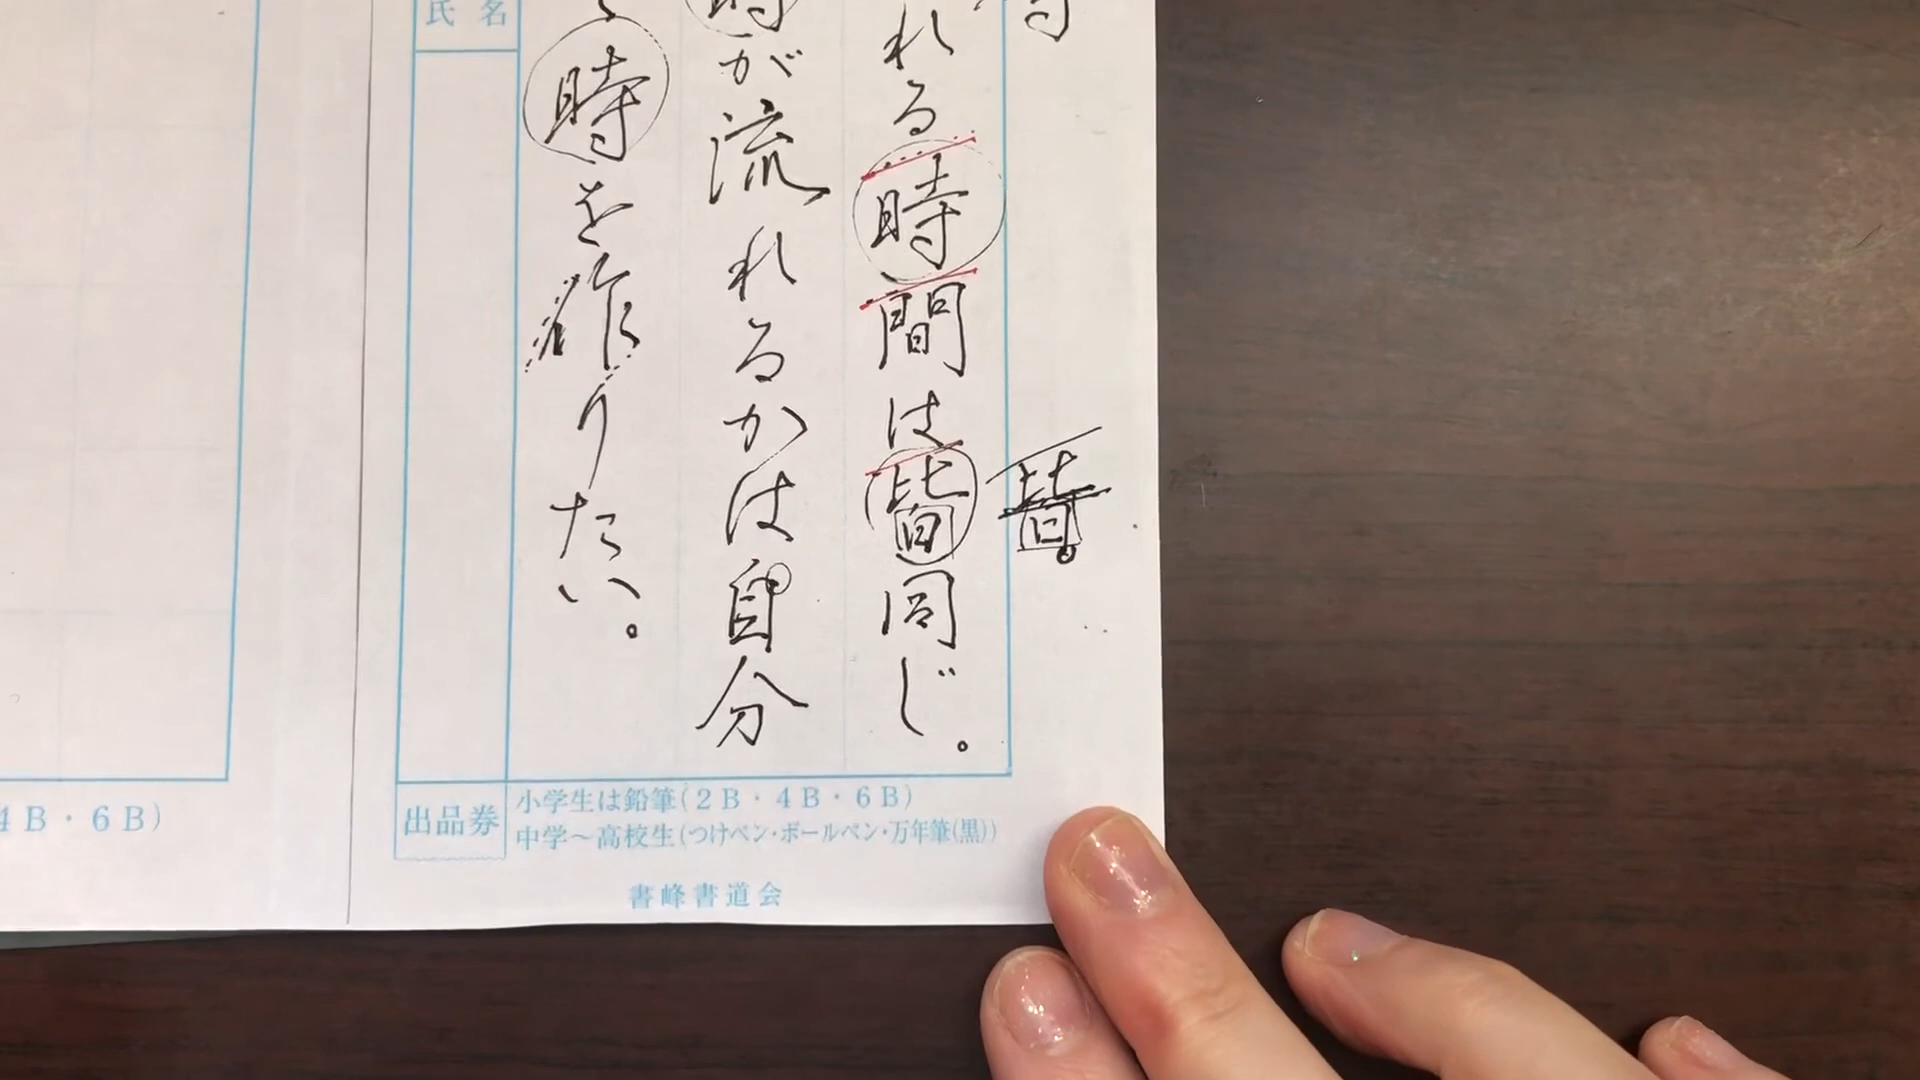 時
れる時間は皆同じ。
皆
時が流れるかは自分
時を作りたい。
氏名
出品券
小学生は鉛筆(2B・4B・6B)
中学～高校生(つけペン・ボールペン・万年筆(黒))
書峰書道会
4B・6B)